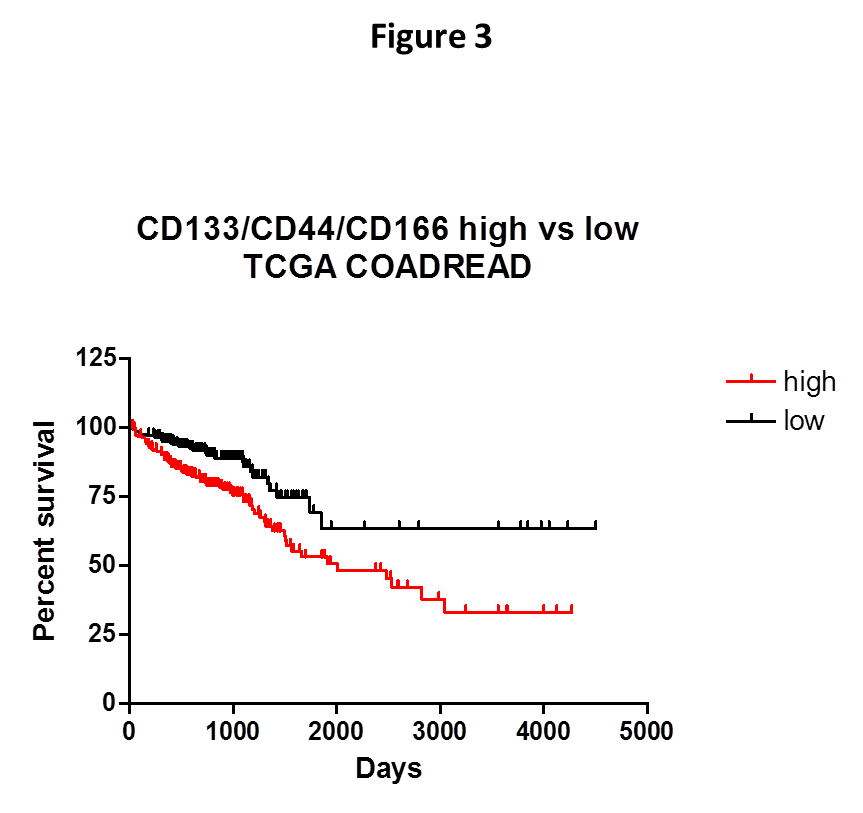 Figure 3
CD133/CD44/CD166 high vs low
TCGA COADREAD
high
low
Percent survival
125
100
75
50
25
0
0 1000 2000 3000 4000 5000
Days